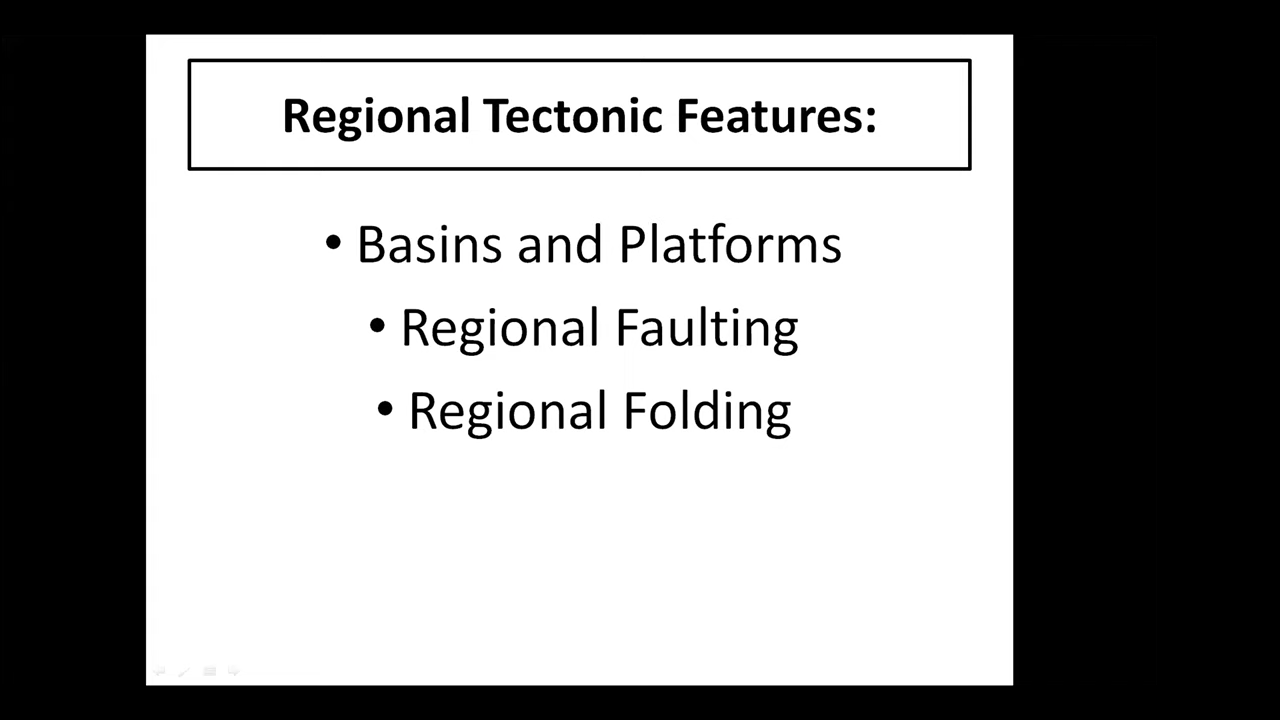 Regional Tectonic Features:
• Basins and Platforms
• Regional Faulting
• Regional Folding